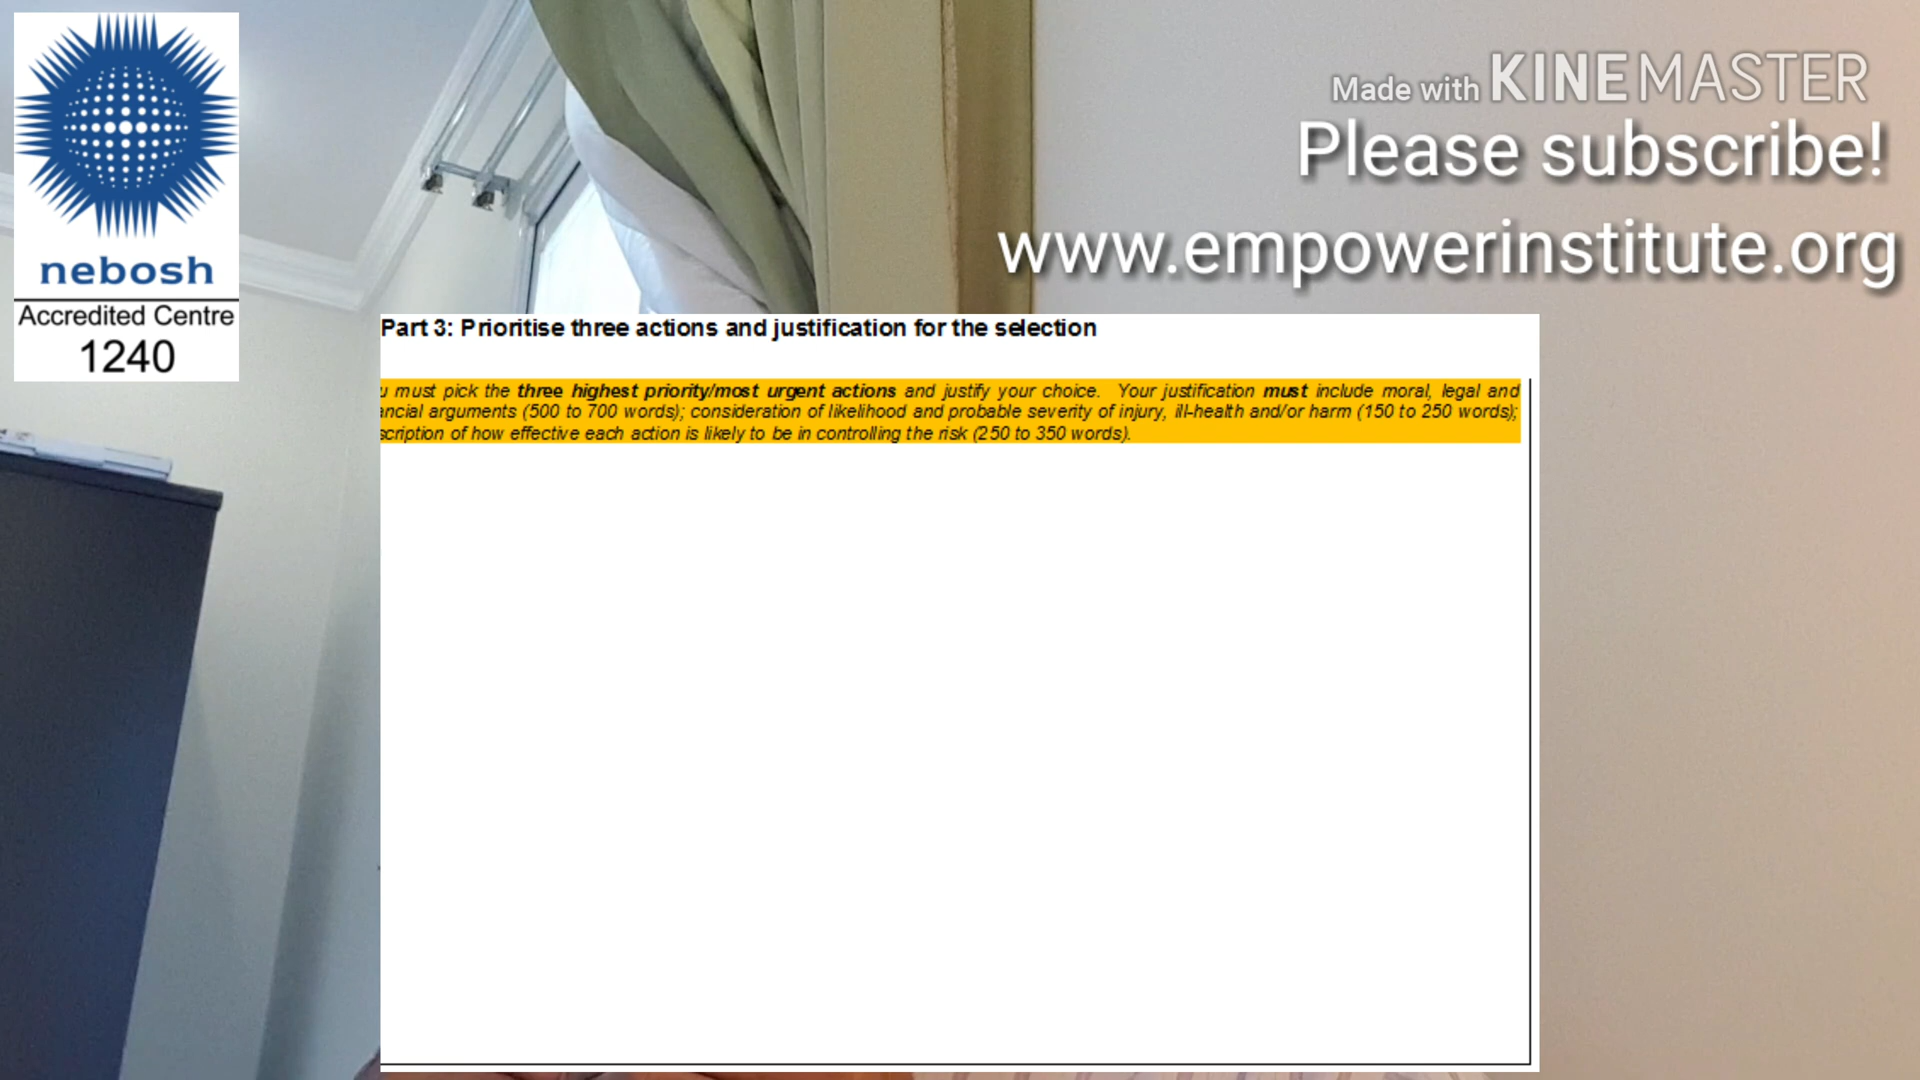 nebosh
Accredited Centre
1240
Made with KINEMASTER
Please subscribe!
www.empowerinstitute.org
Part 3: Prioritise three actions and justification for the selection
u must pick the three highest priority/most urgent actions and justify your choice. Your justification must include moral, legal and
ancial arguments (500 to 700 words); consideration of likelihood and probable severity of injury, ill-health and/or harm (150 to 250 words);
scription of how effective each action is likely to be in controlling the risk (250 to 350 words).